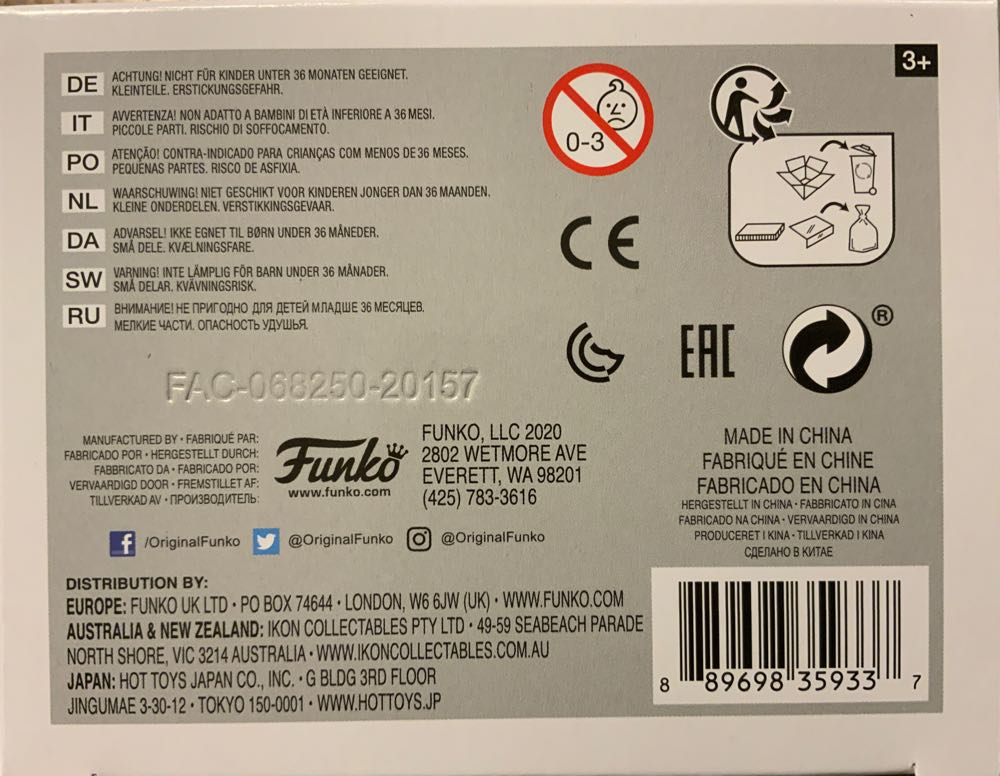 3+
DE
ACHTUNG! NICHT FÜR KINDER UNTER 36 MONATEN GEEIGNET.
KLEINTEILE. ERSTICKUNGSGEFAHR.
IT
AVVERTENZA! NON ADATTO A BAMBINI DI ETÀ INFERIORE A 36 MESI.
PICCOLE PARTI. RISCHIO DI SOFFOCAMENTO.
PO
ATENÇÃO! CONTRA-INDICADO PARA CRIANÇAS COM MENOS DE 36 MESES.
PEQUENAS PARTES. RISCO DE ASFIXIA.
NL
WAARSCHUWING! NIET GESCHIKT VOOR KINDEREN JONGER DAN 36 MAANDEN.
KLEINE ONDERDELEN. VERSTIKKINGSGEVAAR.
DA
ADVARSEL! IKKE EGNET TIL BØRN UNDER 36 MÅNEDER.
SMÅ DELE. KVÆLNINGSFARE.
SW
VARNING! INTE LÄMPLIG FÖR BARN UNDER 36 MÅNADER.
SMÅ DELAR. KVÄVNINGSRISK.
RU
ВНИМАНИЕ! НЕ ПРИГОДНО ДЛЯ ДЕТЕЙ МЛАДШЕ 36 МЕСЯЦЕВ.
МЕЛКИЕ ЧАСТИ. ОПАСНОСТЬ УДУШЬЯ.
0-3
CE
EAC
®
FAC-068250-20157
MANUFACTURED BY • FABRIQUÉ PAR:
FABRICADO POR • HERGESTELLT DURCH:
FABBRICATO DA • FABRICADO POR:
VERVAARDIGD DOOR • FREMSTILLET AF:
TILLVERKAD AV • ПРОИЗВОДИТЕЛЬ:
Funko
www.funko.com
FUNKO, LLC 2020
2802 WETMORE AVE
EVERETT, WA 98201
(425) 783-3616
MADE IN CHINA
FABRIQUÉ EN CHINE
FABRICADO EN CHINA
HERGESTELLT IN CHINA • FABBRICATO IN CINA
FABRICADO NA CHINA • VERVAARDIGD IN CHINA
PRODUCERET I KINA • TILLVERKAD I KINA
СДЕЛАНО В КИТАЕ
f /OriginalFunko @OriginalFunko @OriginalFunko
DISTRIBUTION BY:
EUROPE: FUNKO UK LTD • PO BOX 74644 • LONDON, W6 6JW (UK) • WWW.FUNKO.COM
AUSTRALIA & NEW ZEALAND: IKON COLLECTABLES PTY LTD • 49-59 SEABEACH PARADE
NORTH SHORE, VIC 3214 AUSTRALIA • WWW.IKONCOLLECTABLES.COM.AU
JAPAN: HOT TOYS JAPAN CO., INC. • G BLDG 3RD FLOOR
JINGUMAE 3-30-12 • TOKYO 150-0001 • WWW.HOTTOYS.JP
8 89698 35933 7